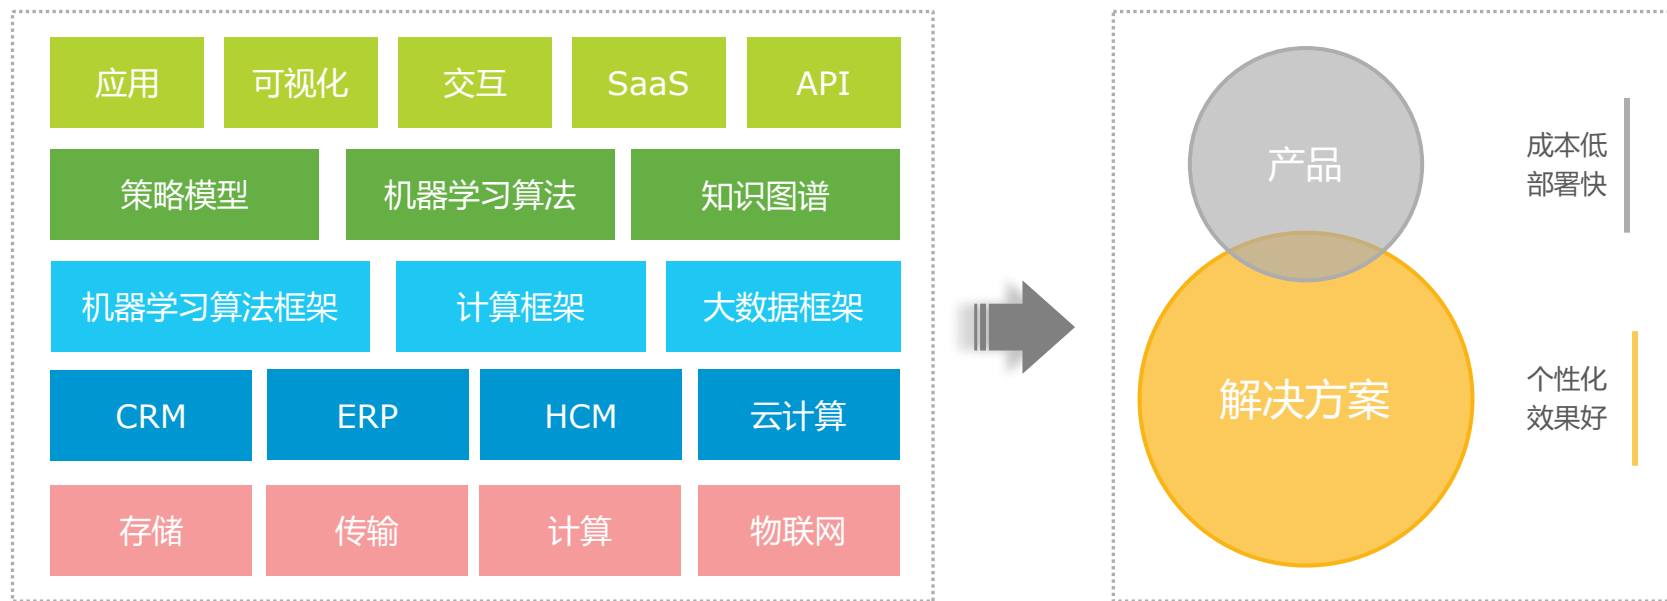 应用
可视化
交互
SaaS
API
策略模型
机器学习算法
知识图谱
机器学习算法框架
计算框架
大数据框架
CRM
ERP
HCM
云计算
存储
传输
计算
物联网
产品
成本低
部署快
解决方案
个性化
效果好